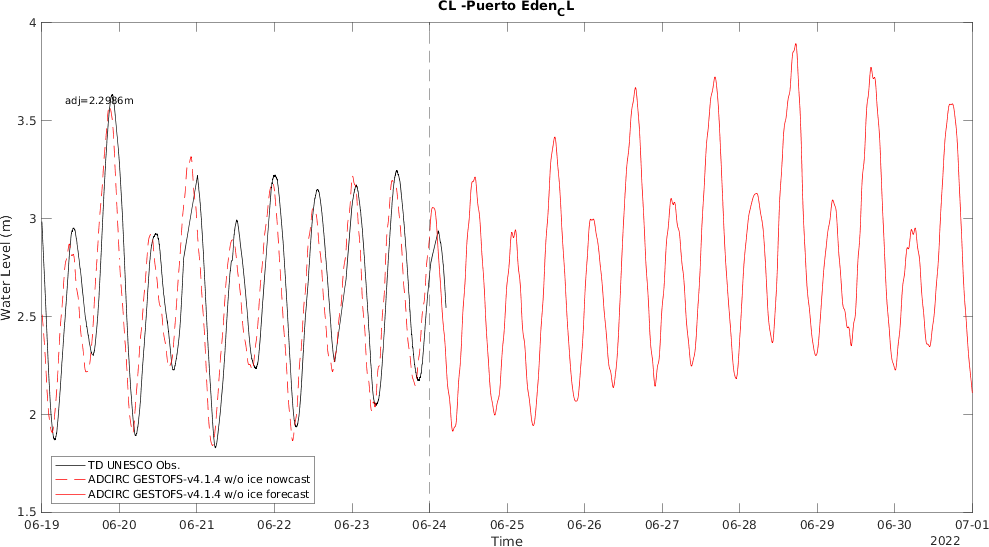 CL -Puerto Eden_CL
4
adj=2.2986m
3.5
3
2.5
2
1.5
Water Level (m)
TD UNESCO Obs.
ADCIRC GESTOFS-v4.1.4 w/o ice nowcast
ADCIRC GESTOFS-v4.1.4 w/o ice forecast
06-19 06-20 06-21 06-22 06-23 06-24 06-25 06-26 06-27 06-28 06-29 06-30 07-01
Time
2022